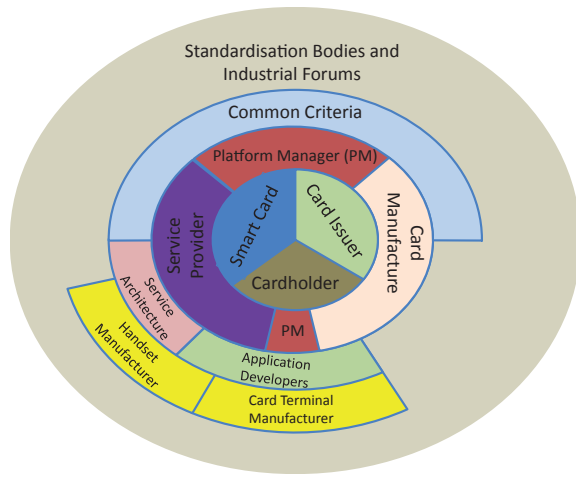 Standardisation Bodies and
Industrial Forums
Common Criteria
Platform Manager (PM)
Service
Provider
Smart Card
Card Issuer
Card
Manufacture
Cardholder
PM
Service
Architecture
Handset
Manufacturer
Application
Developers
Card Terminal
Manufacturer